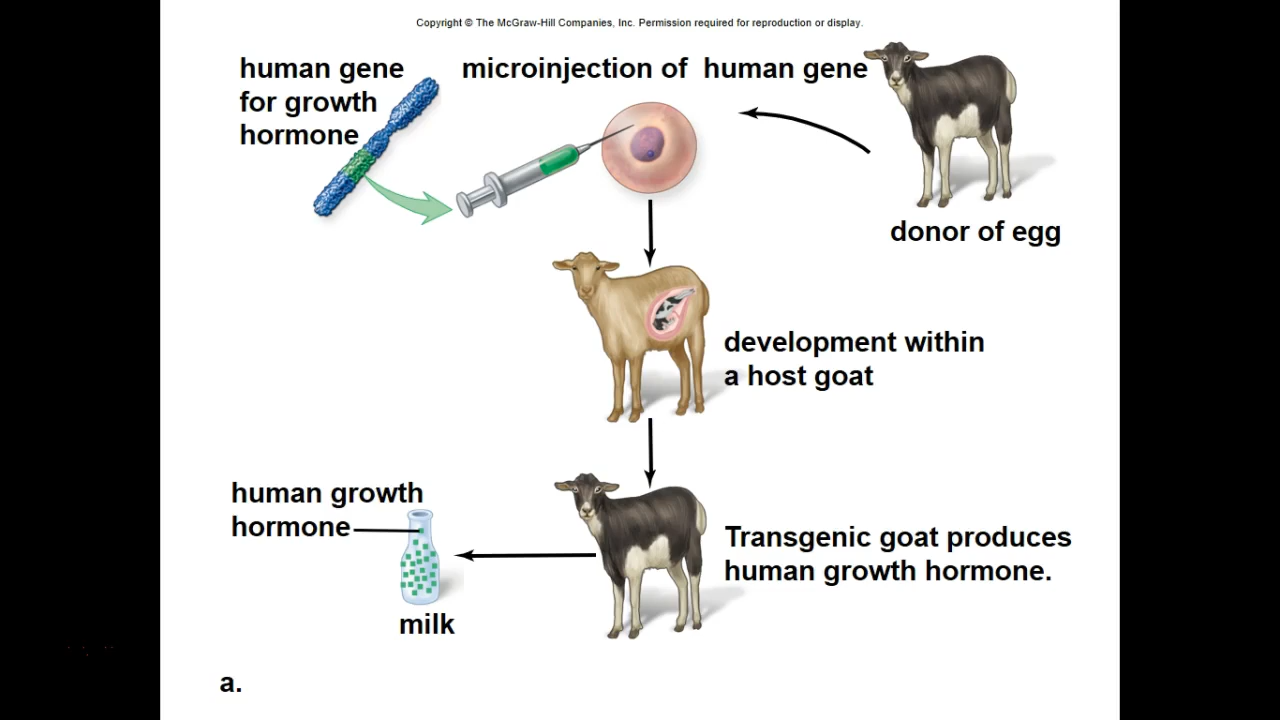 Copyright © The McGraw-Hill Companies, Inc. Permission required for reproduction or display.
human gene
for growth
hormone
microinjection of human gene
donor of egg
development within
a host goat
human growth
hormone
Transgenic goat produces
human growth hormone.
milk
a.